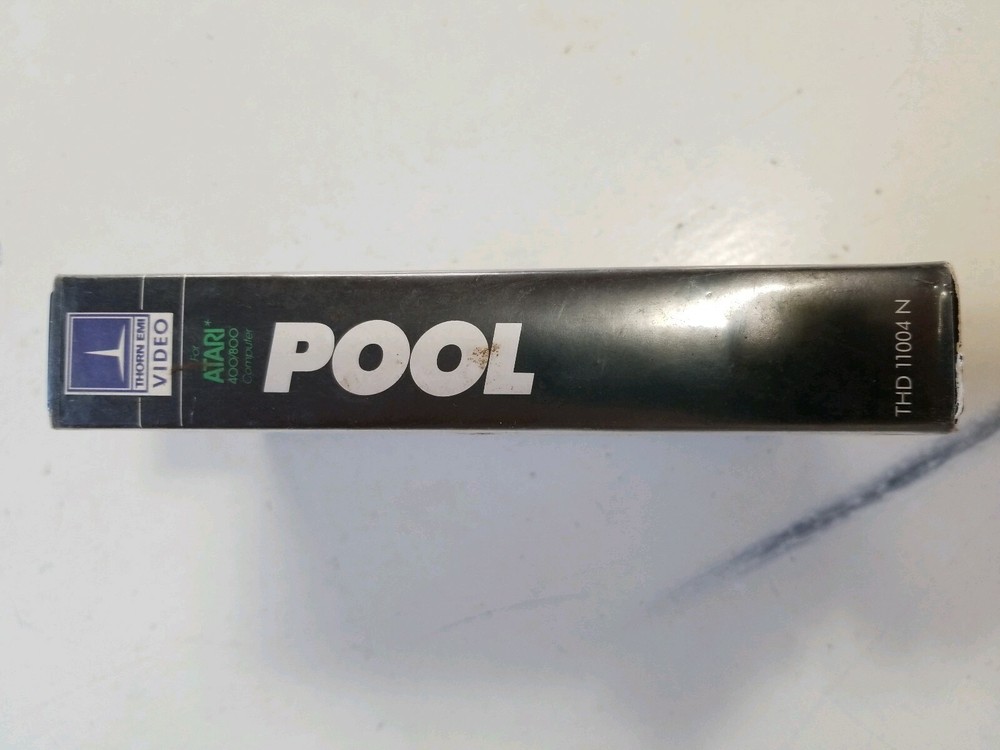 THORN EMI
VIDEO
For
ATARI*
400/800
Computer
POOL
THD 11004 N